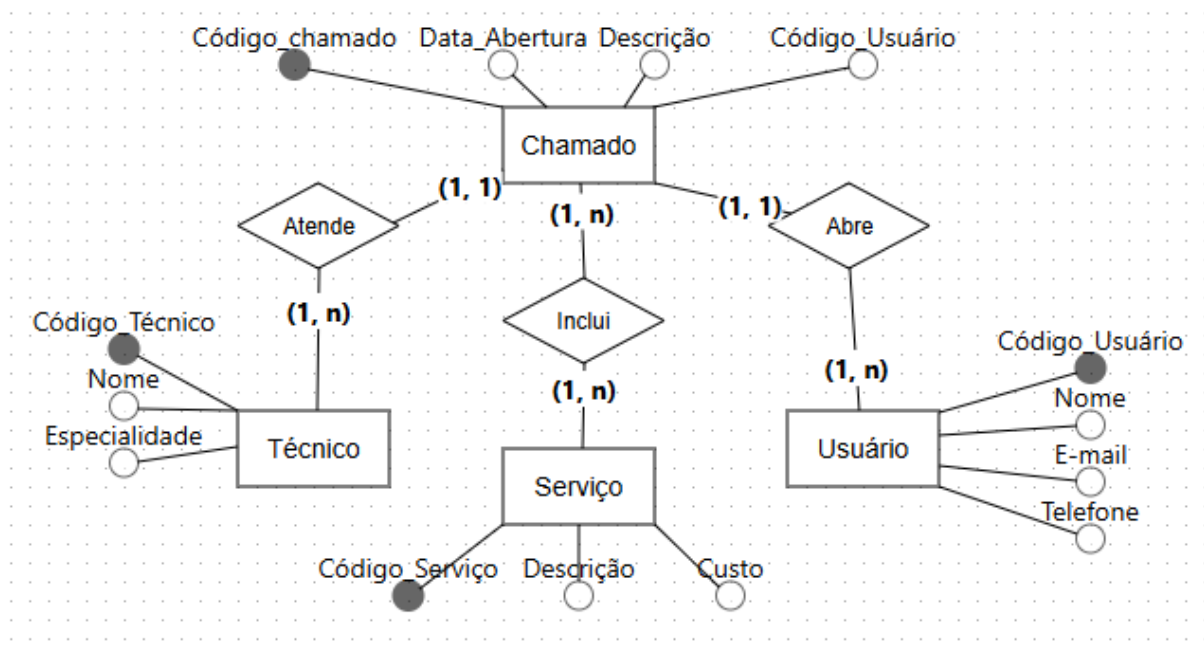 Código_chamado Data_Abertura Descrição Código_Usuário
Chamado
(1, 1) (1, n) (1, 1)
Atende Abre
(1, n) Inclui
Código_Técnico Código_Usuário
Nome (1, n) (1, n) Nome
Especialidade Técnico Usuário E-mail
Serviço Telefone
Código_Serviço Descrição Custo